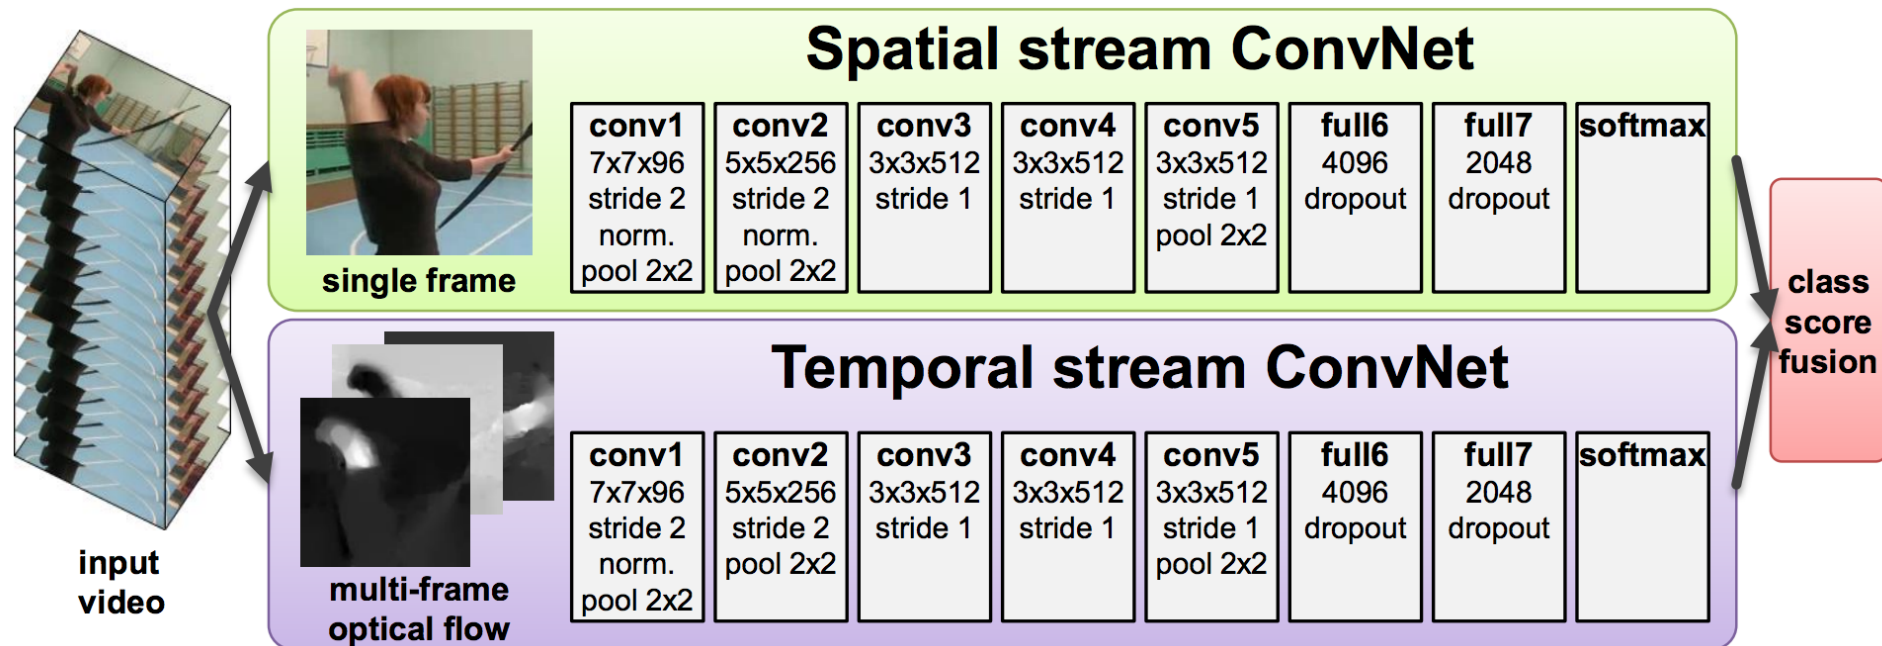 Spatial stream ConvNet
single frame
conv1
7x7x96
stride 2
norm.
pool 2x2
conv2
5x5x256
stride 2
norm.
pool 2x2
conv3
3x3x512
stride 1
conv4
3x3x512
stride 1
conv5
3x3x512
stride 1
pool 2x2
full6
4096
dropout
full7
2048
dropout
softmax
Temporal stream ConvNet
multi-frame
optical flow
conv1
7x7x96
stride 2
norm.
pool 2x2
conv2
5x5x256
stride 2
pool 2x2
conv3
3x3x512
stride 1
conv4
3x3x512
stride 1
conv5
3x3x512
stride 1
pool 2x2
full6
4096
dropout
full7
2048
dropout
softmax
input
video
class
score
fusion